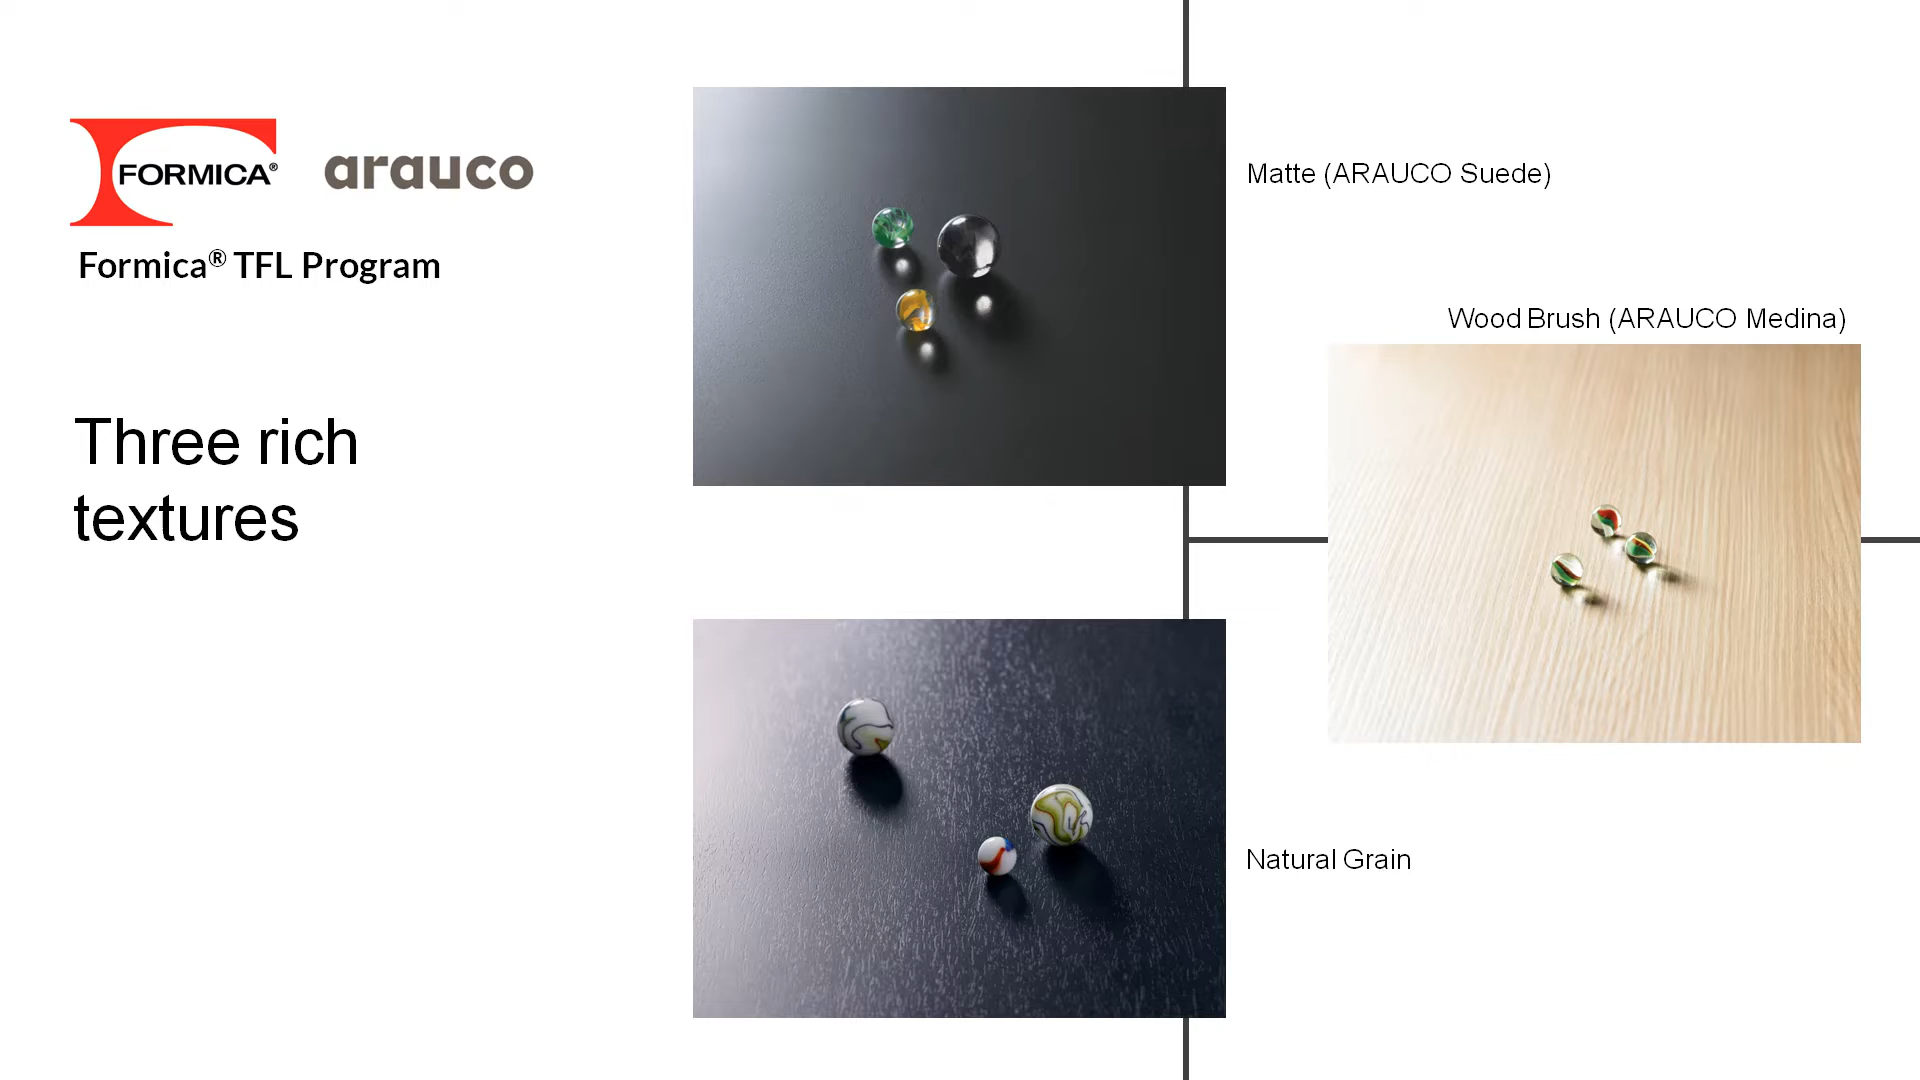 FORMICA®
arauco
Formica® TFL Program
Three rich
textures
Matte (ARAUCO Suede)
Wood Brush (ARAUCO Medina)
Natural Grain